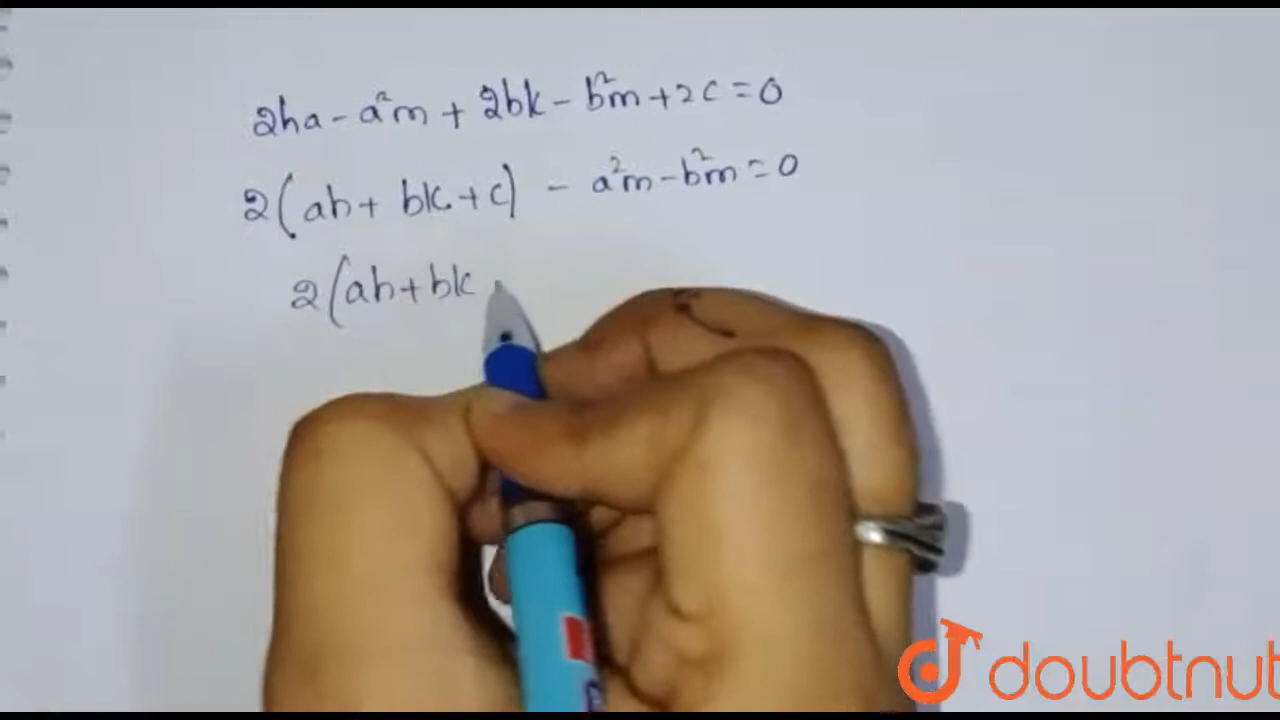 2ha - a²m + 2bk - b²m + 2c = 0
2(ah + bk + c) - a²m - b²m = 0
2(ah + bk
doubtnut